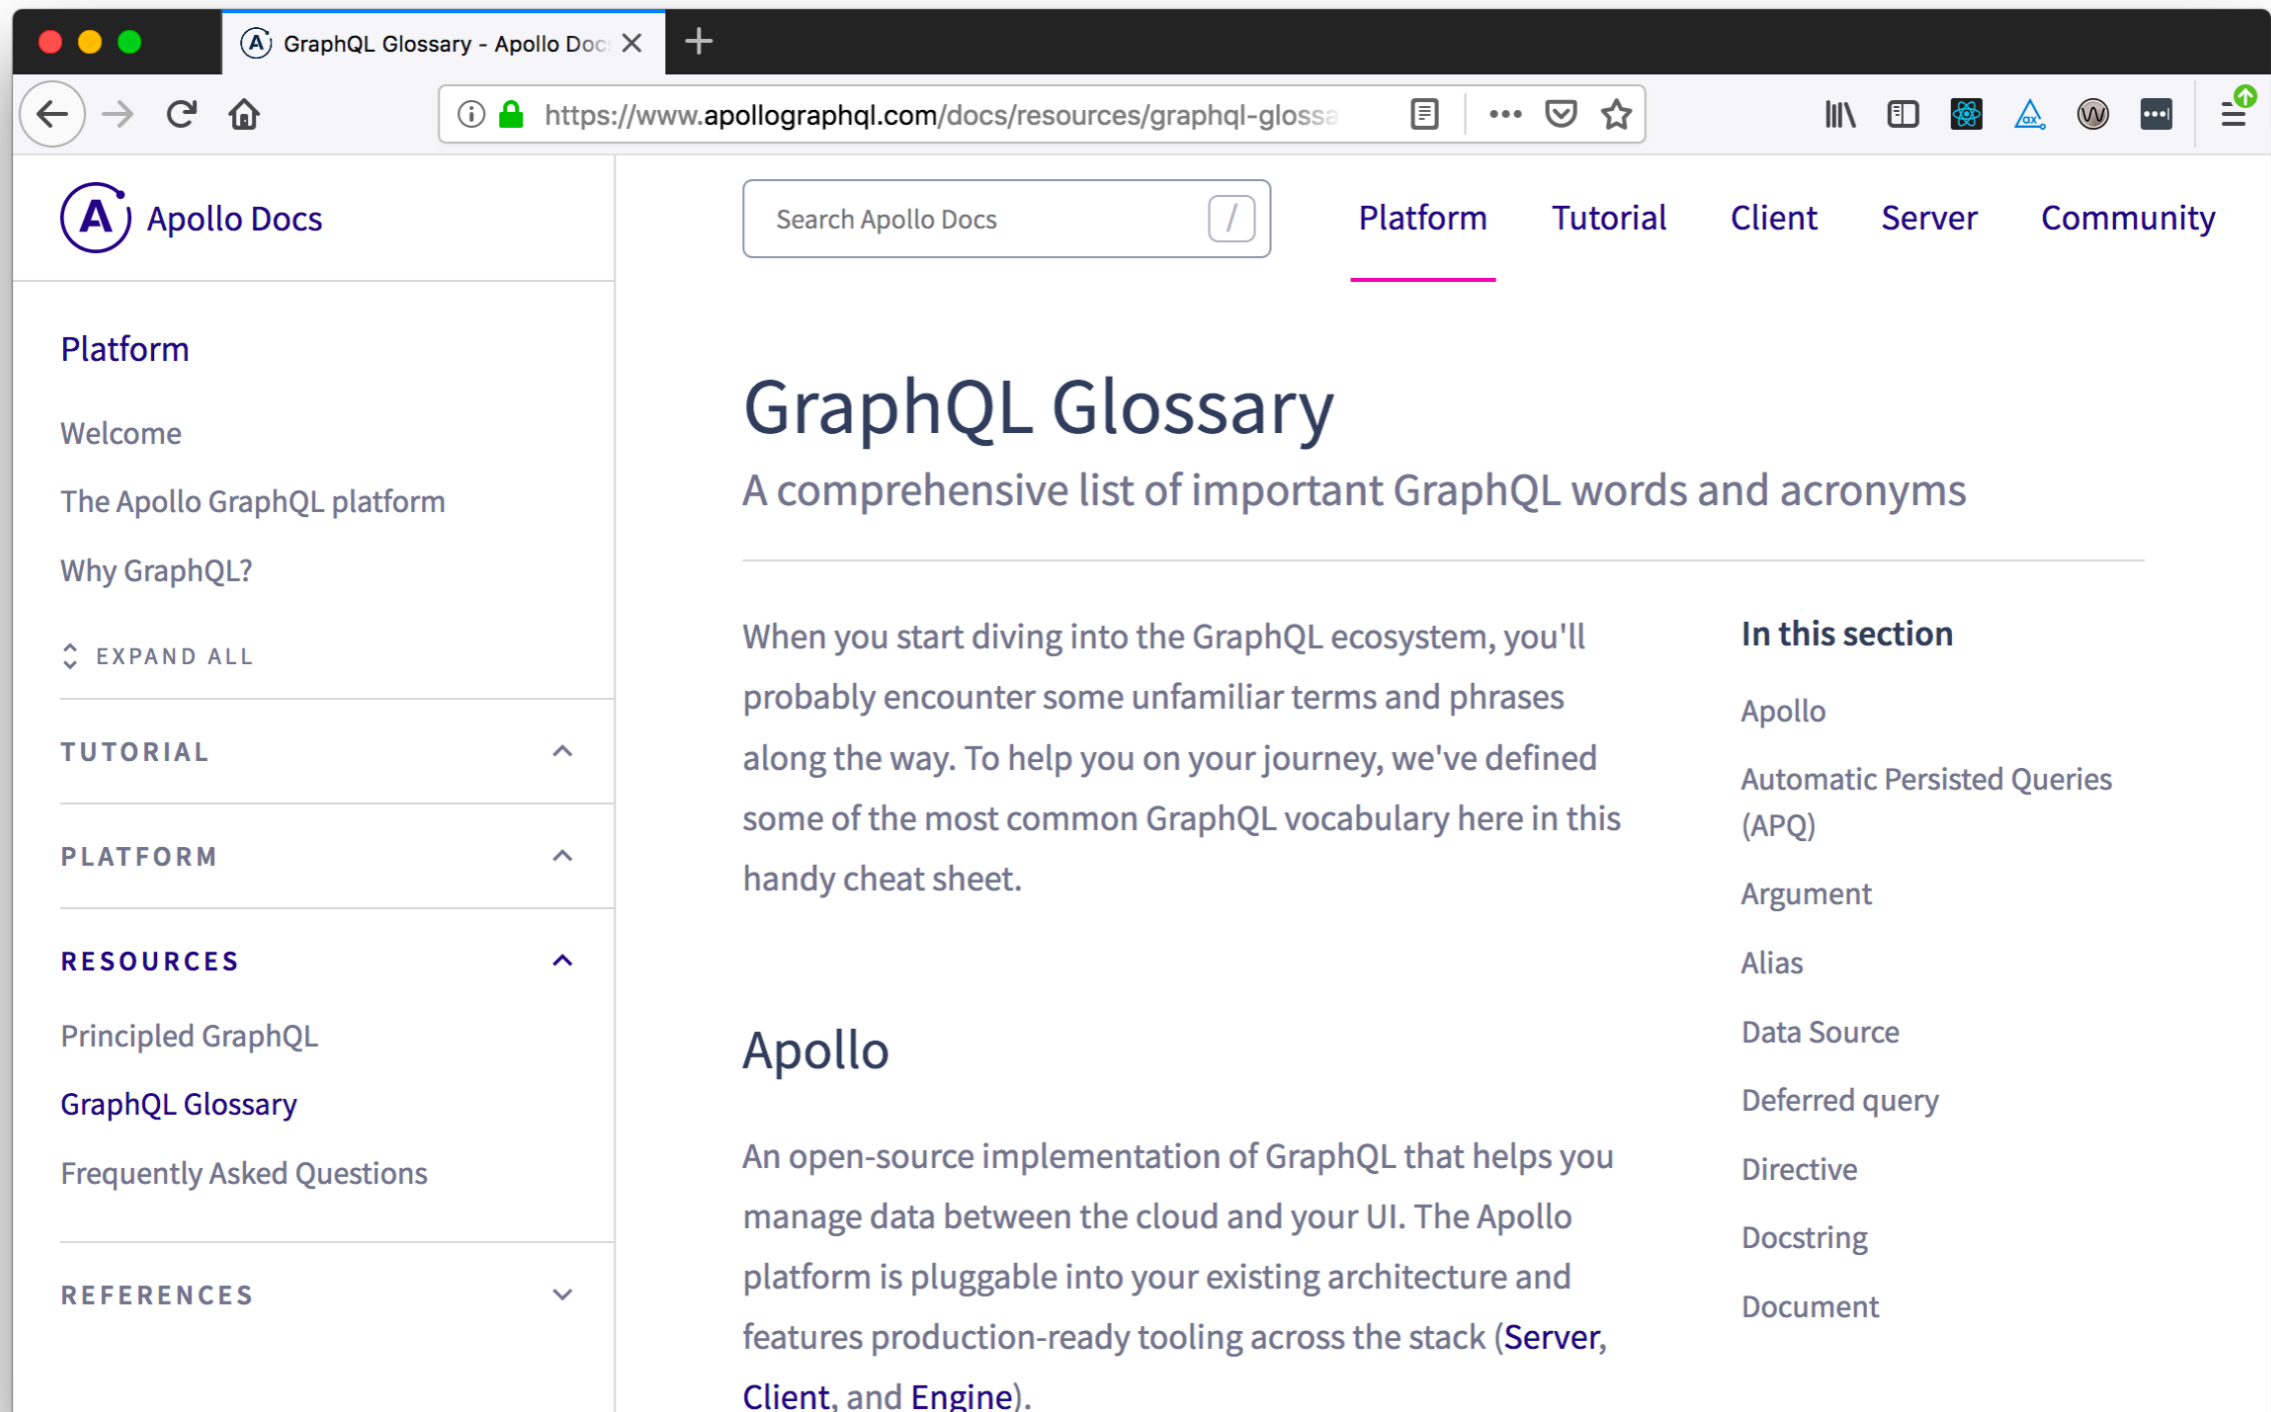 GraphQL Glossary - Apollo Doc
https://www.apollographql.com/docs/resources/graphql-glossa
Apollo Docs
Search Apollo Docs /
Platform Tutorial Client Server Community
Platform
Welcome
The Apollo GraphQL platform
Why GraphQL?
EXPAND ALL
TUTORIAL
PLATFORM
RESOURCES
Principled GraphQL
GraphQL Glossary
Frequently Asked Questions
REFERENCES
GraphQL Glossary
A comprehensive list of important GraphQL words and acronyms
When you start diving into the GraphQL ecosystem, you'll
probably encounter some unfamiliar terms and phrases
along the way. To help you on your journey, we've defined
some of the most common GraphQL vocabulary here in this
handy cheat sheet.
Apollo
An open-source implementation of GraphQL that helps you
manage data between the cloud and your UI. The Apollo
platform is pluggable into your existing architecture and
features production-ready tooling across the stack (Server,
Client, and Engine).
In this section
Apollo
Automatic Persisted Queries
(APQ)
Argument
Alias
Data Source
Deferred query
Directive
Docstring
Document